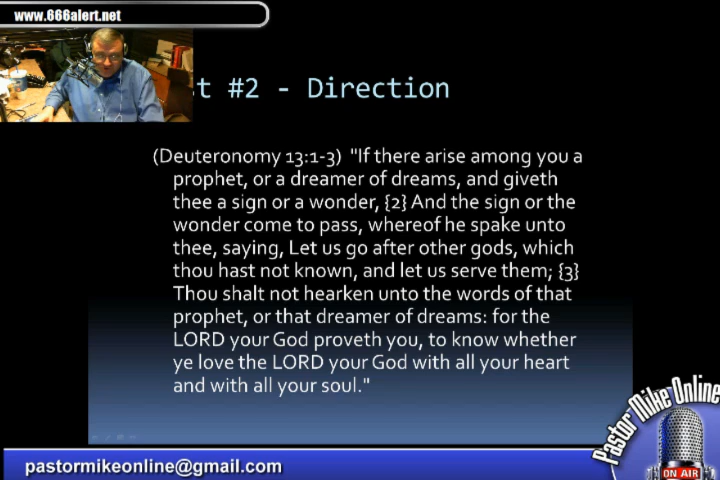 www.666alert.net
t #2 - Direction
(Deuteronomy 13:1-3) "If there arise among you a
prophet, or a dreamer of dreams, and giveth
thee a sign or a wonder, {2} And the sign or the
wonder come to pass, whereof he spake unto
thee, saying, Let us go after other gods, which
thou hast not known, and let us serve them; {3}
Thou shalt not hearken unto the words of that
prophet, or that dreamer of dreams: for the
LORD your God proveth you, to know whether
ye love the LORD your God with all your heart
and with all your soul."
Pastor Mike Online
ON AIR
pastormikeonline@gmail.com